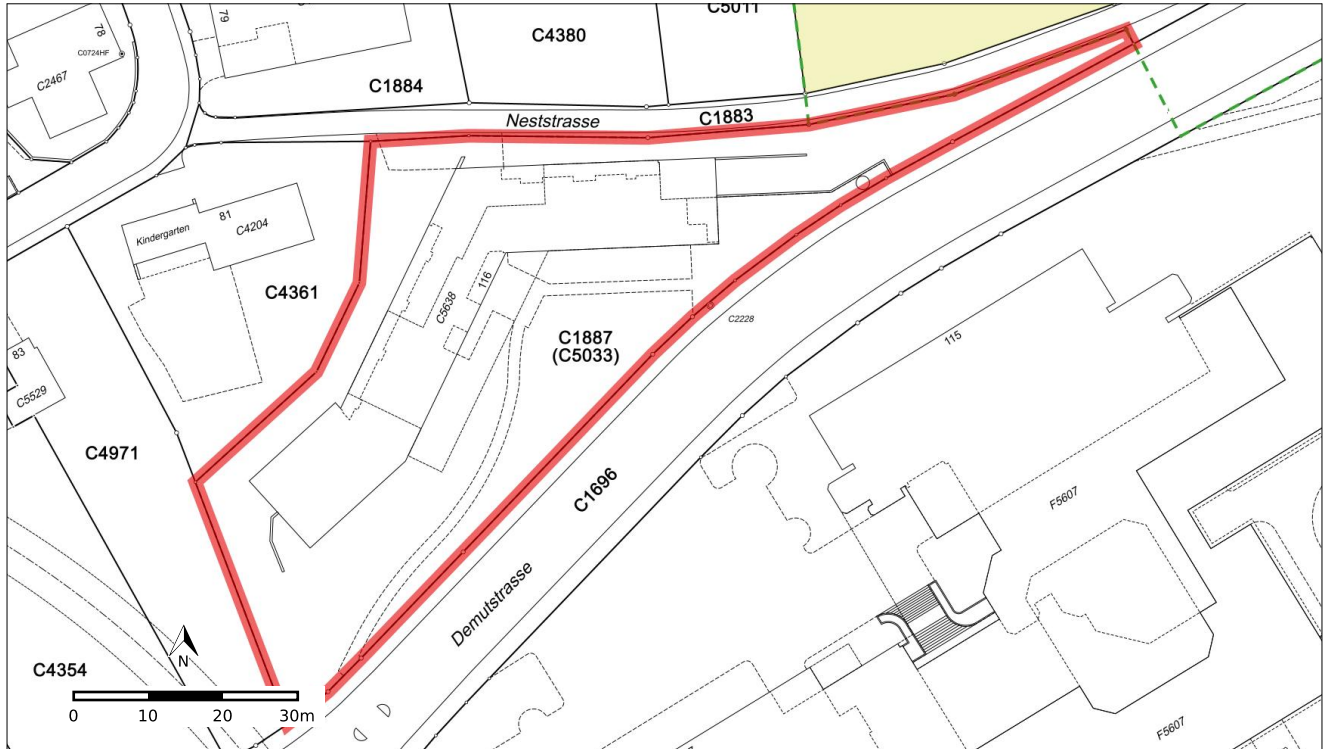 79
C5011
78
C0724HF
C4380
C2467
C1884
Neststrasse
C1883
81
Kindergarten
C4204
C4361
116
C5638
C2228
C1887
(C5033)
115
83
C5529
C4971
C1696
F5607
Demutstrasse
C4354
N
0 10 20 30m
F5607